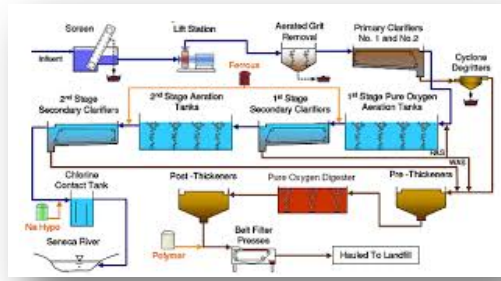 Screen
Lift Station
Aerated Grit
Removal
Primary Clarifiers
No. 1 and No.2
Influent
Cyclone
Degritters
Ferrous
2nd Stage
Secondary Clarifiers
2nd Stage Aeration
Tanks
1st Stage
Secondary Clarifiers
1st Stage Pure Oxygen
Aeration Tanks
RAS
WAS
Chlorine
Contact Tank
Post -Thickeners
Pure Oxygen Digester
Pre -Thickeners
Na Hypo
Seneca River
Polymer
Belt Filter
Presses
Hauled To Landfill